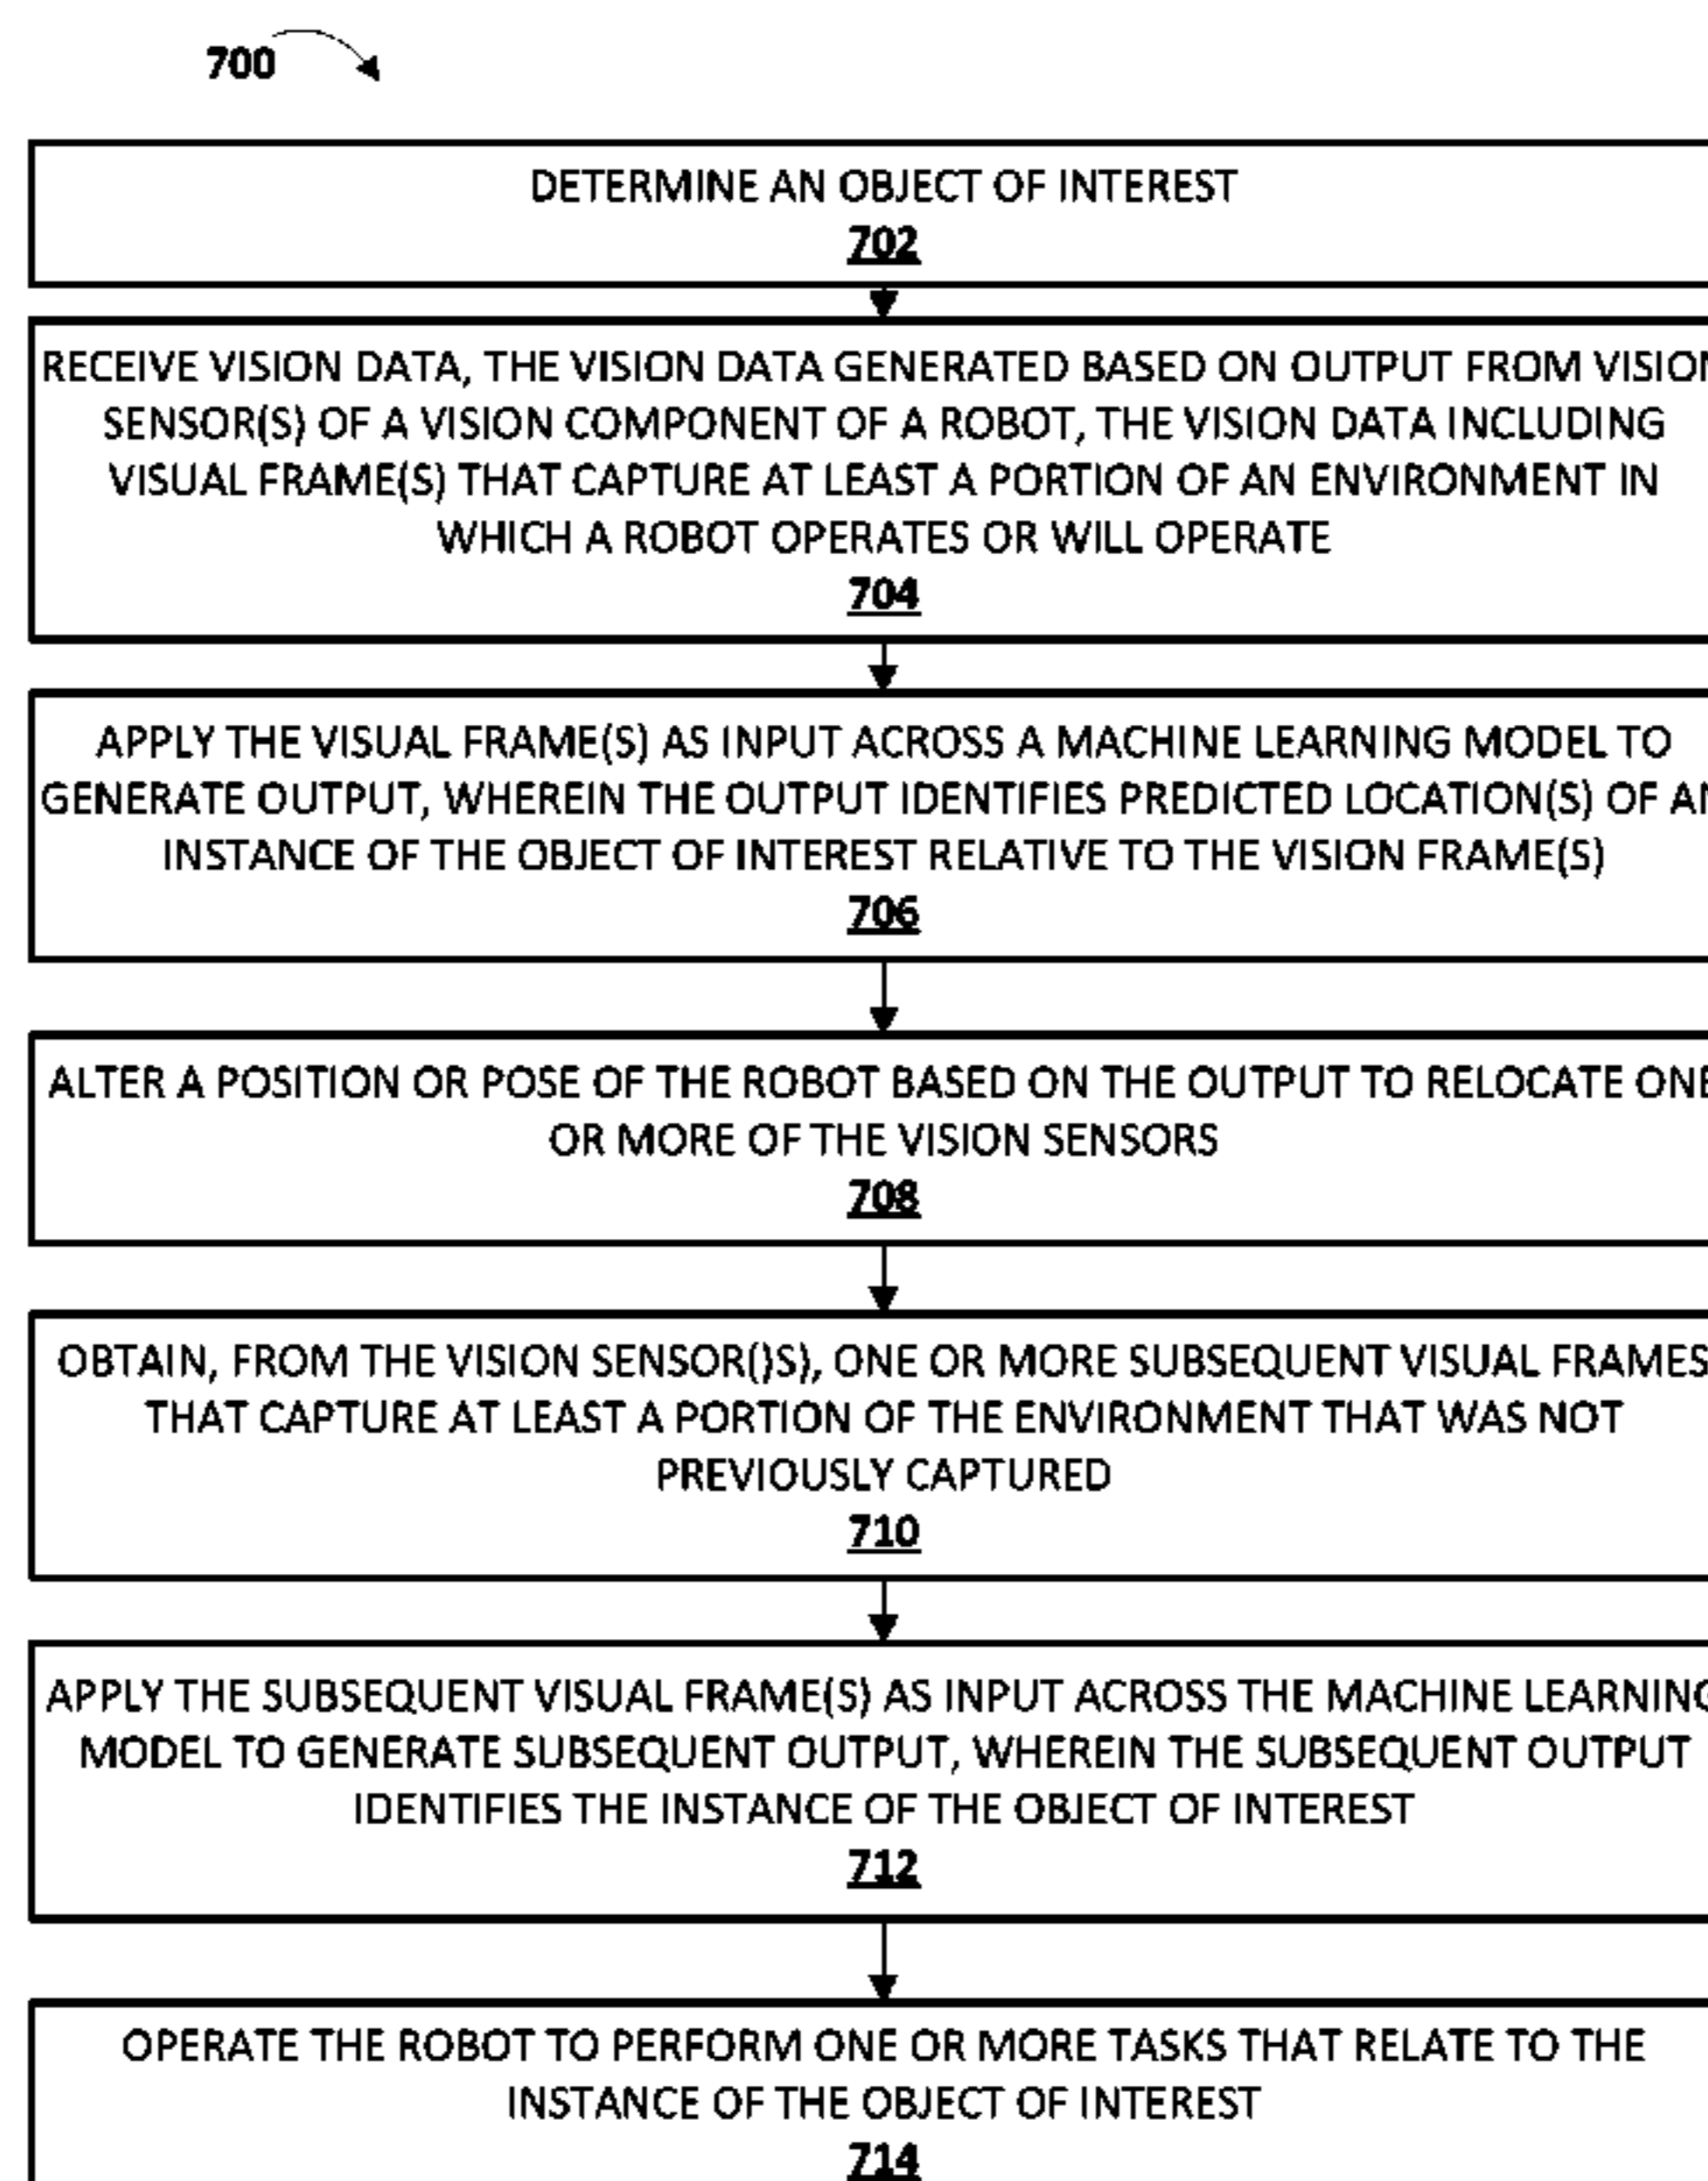 700
DETERMINE AN OBJECT OF INTEREST
702
RECEIVE VISION DATA, THE VISION DATA GENERATED BASED ON OUTPUT FROM VISION
SENSOR(S) OF A VISION COMPONENT OF A ROBOT, THE VISION DATA INCLUDING
VISUAL FRAME(S) THAT CAPTURE AT LEAST A PORTION OF AN ENVIRONMENT IN
WHICH A ROBOT OPERATES OR WILL OPERATE
704
APPLY THE VISUAL FRAME(S) AS INPUT ACROSS A MACHINE LEARNING MODEL TO
GENERATE OUTPUT, WHEREIN THE OUTPUT IDENTIFIES PREDICTED LOCATION(S) OF AN
INSTANCE OF THE OBJECT OF INTEREST RELATIVE TO THE VISION FRAME(S)
706
ALTER A POSITION OR POSE OF THE ROBOT BASED ON THE OUTPUT TO RELOCATE ONE
OR MORE OF THE VISION SENSORS
708
OBTAIN, FROM THE VISION SENSOR()S), ONE OR MORE SUBSEQUENT VISUAL FRAMES
THAT CAPTURE AT LEAST A PORTION OF THE ENVIRONMENT THAT WAS NOT
PREVIOUSLY CAPTURED
710
APPLY THE SUBSEQUENT VISUAL FRAME(S) AS INPUT ACROSS THE MACHINE LEARNING
MODEL TO GENERATE SUBSEQUENT OUTPUT, WHEREIN THE SUBSEQUENT OUTPUT
IDENTIFIES THE INSTANCE OF THE OBJECT OF INTEREST
712
OPERATE THE ROBOT TO PERFORM ONE OR MORE TASKS THAT RELATE TO THE
INSTANCE OF THE OBJECT OF INTEREST
714